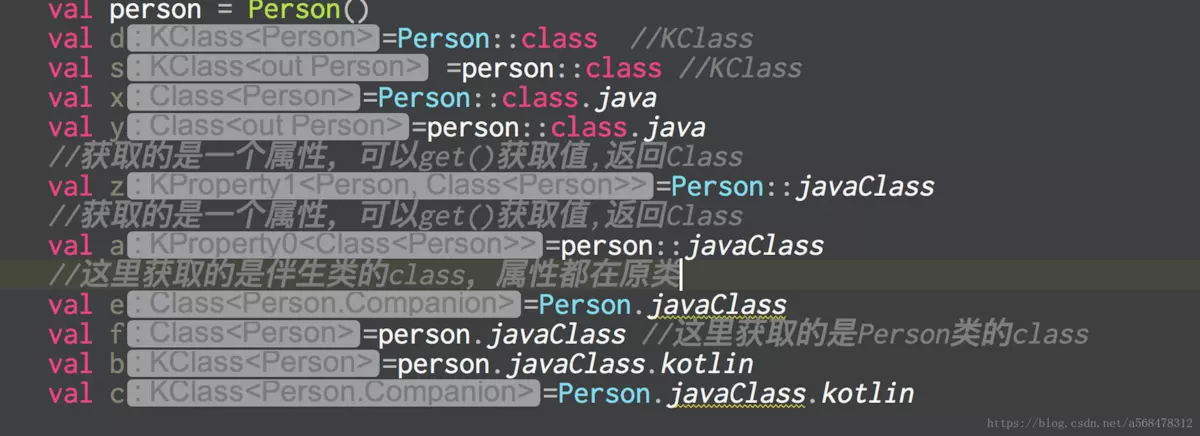 val person = Person()
val d: KClass<Person>=Person::class //KClass
val s: KClass<out Person> =person::class //KClass
val x: Class<Person>=Person::class.java
val y: Class<out Person>=person::class.java
//获取的是一个属性，可以get()获取值,返回Class
val z: KProperty1<Person, Class<Person>>=Person::javaClass
//获取的是一个属性，可以get()获取值,返回Class
val a: KProperty0<Class<Person>>=person::javaClass
//这里获取的是伴生类的class，属性都在原类
val e: Class<Person.Companion>=Person.javaClass
val f: Class<Person>=person.javaClass //这里获取的是Person类的class
val b: KClass<Person>=person.javaClass.kotlin
val c: KClass<Person.Companion>=Person.javaClass.kotlin
https://blog.csdn.net/a568478312